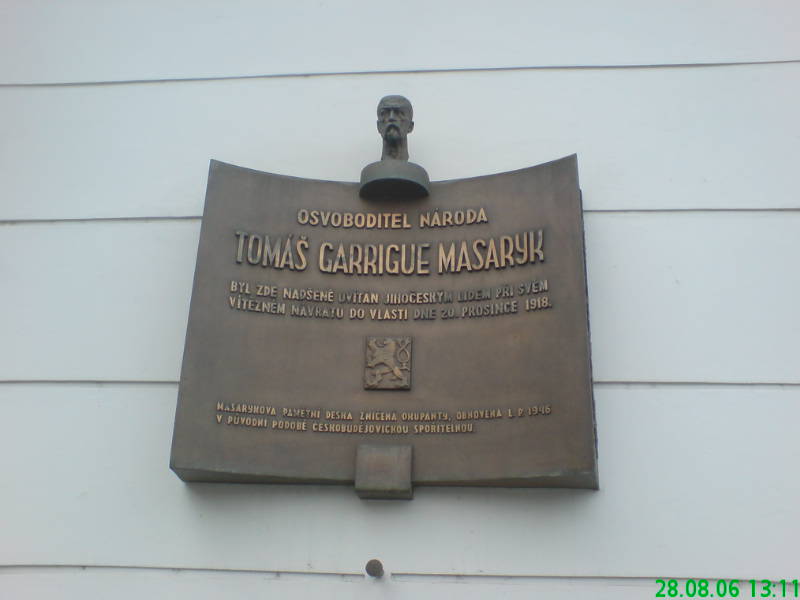 OSVOBODITEL NÁRODA
TOMÁŠ GARRIGUE MASARYK
BYL ZDE NADŠENĚ UVÍTÁN JIHOČESKÝM LIDEM PŘI SVÉM
VÍTĚZNÉM NÁVRATU DO VLASTI DNE 20. PROSINCE 1918.
MASARYKOVA PAMĚTNÍ DESKA ZNIČENA OKUPANTY, OBNOVENA L. P. 1946
V PŮVODNÍ PODOBĚ ČESKOBUDĚJOVICKOU SPOŘITELNOU.
28.08.06 13:11